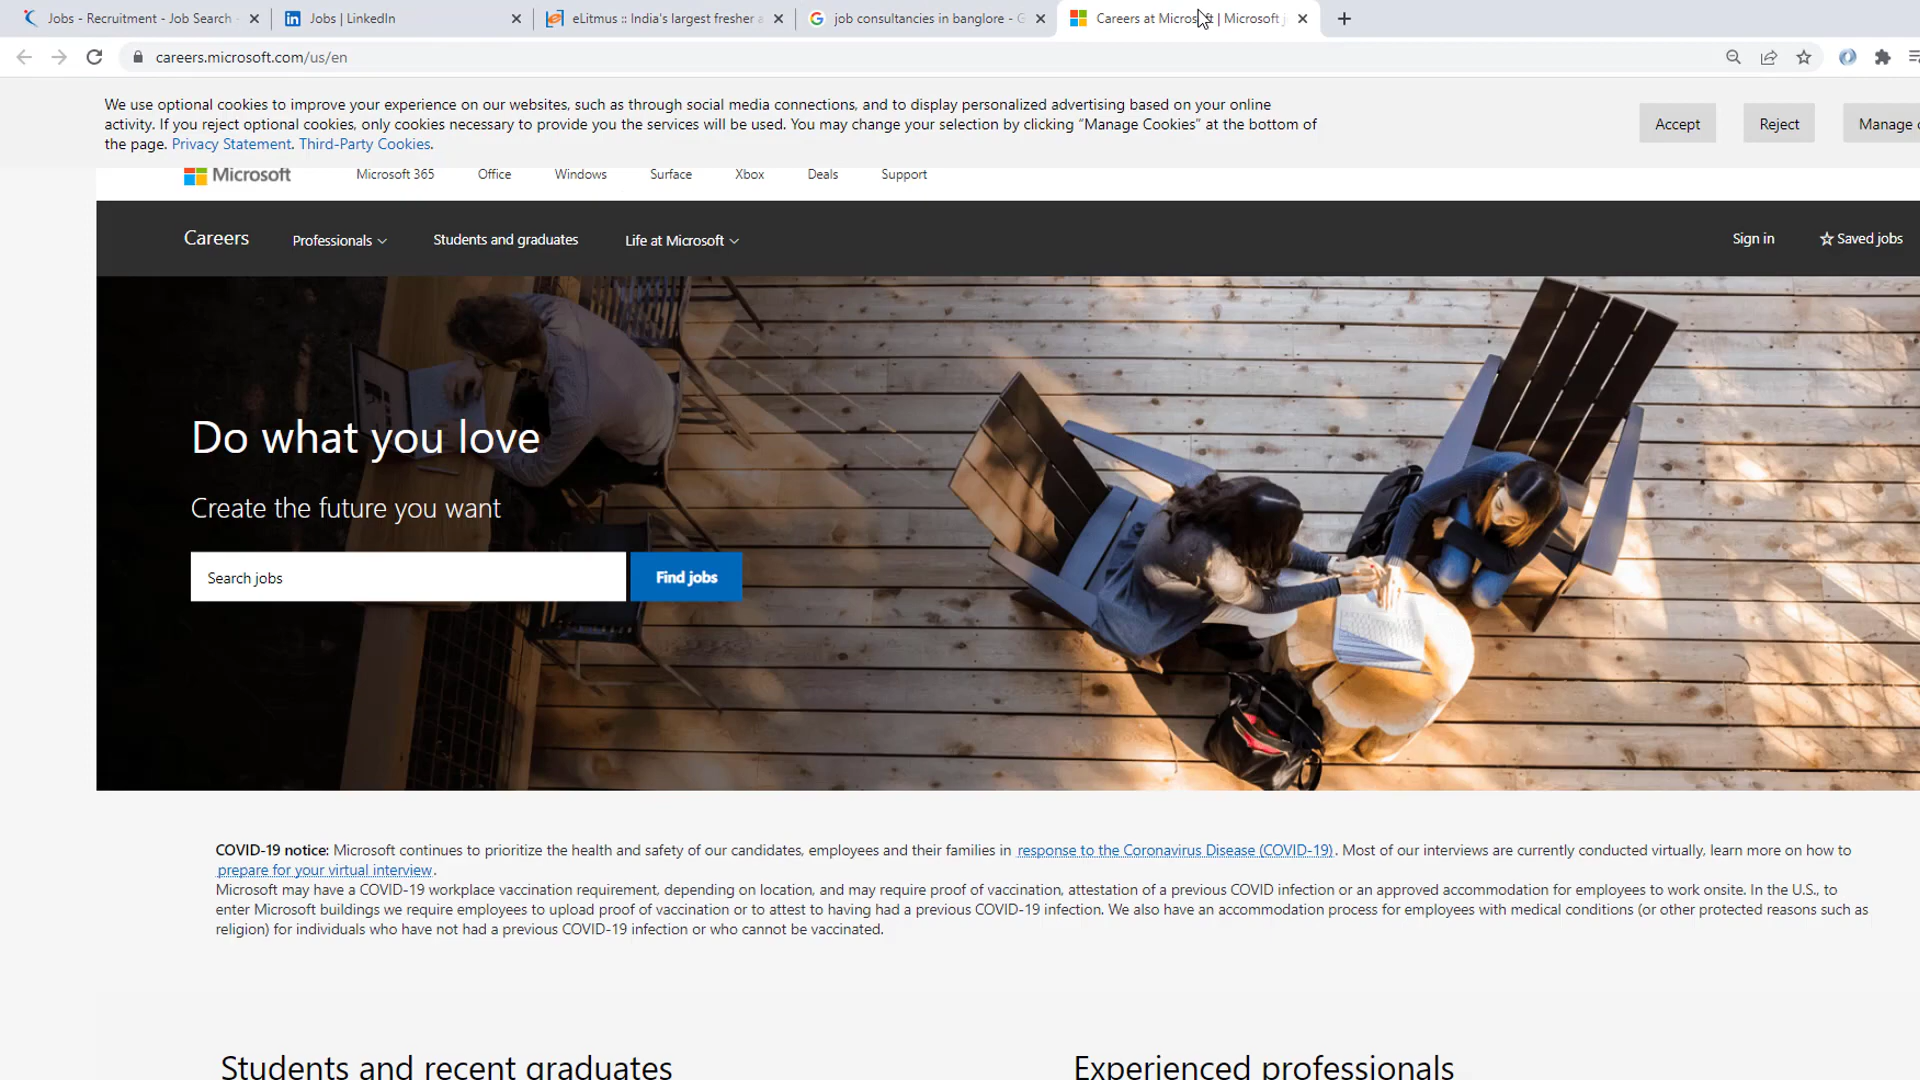 Jobs - Recruitment - Job Search
Jobs | LinkedIn
eLitmus :: India's largest fresher
job consultancies in banglore -
Careers at Microsoft | Microsoft
careers.microsoft.com/us/en
We use optional cookies to improve your experience on our websites, such as through social media connections, and to display personalized advertising based on your online
activity. If you reject optional cookies, only cookies necessary to provide you the services will be used. You may change your selection by clicking “Manage Cookies” at the bottom of
the page. Privacy Statement. Third-Party Cookies.
Accept
Reject
Manage
Microsoft
Microsoft 365
Office
Windows
Surface
Xbox
Deals
Support
Careers
Professionals
Students and graduates
Life at Microsoft
Sign in
Saved jobs
Do what you love
Create the future you want
Search jobs
Find jobs
COVID-19 notice: Microsoft continues to prioritize the health and safety of our candidates, employees and their families in response to the Coronavirus Disease (COVID-19). Most of our interviews are currently conducted virtually, learn more on how to
prepare for your virtual interview.
Microsoft may have a COVID-19 workplace vaccination requirement, depending on location, and may require proof of vaccination, attestation of a previous COVID infection or an approved accommodation for employees to work onsite. In the U.S., to
enter Microsoft buildings we require employees to upload proof of vaccination or to attest to having had a previous COVID-19 infection. We also have an accommodation process for employees with medical conditions (or other protected reasons such as
religion) for individuals who have not had a previous COVID-19 infection or who cannot be vaccinated.
Students and recent graduates
Experienced professionals